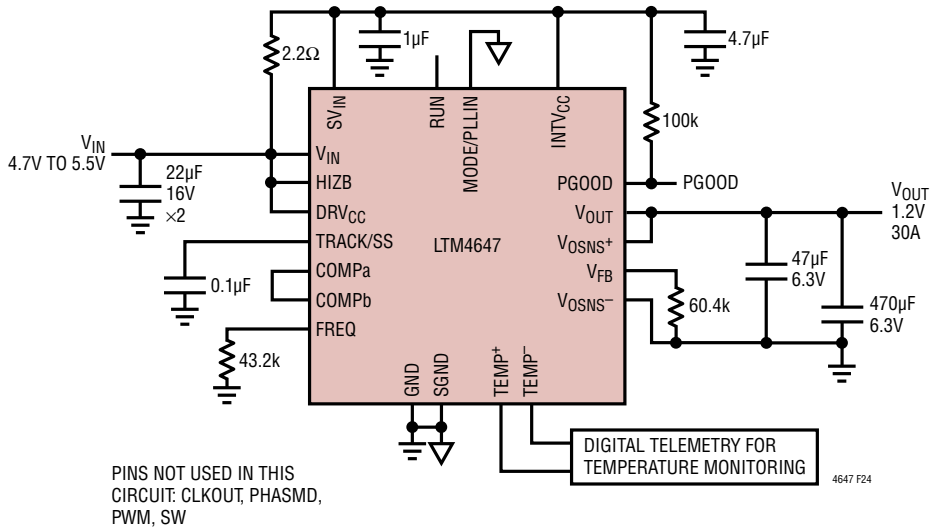 2.2Ω
1µF
4.7µF
SVIN
RUN
MODE/PLLIN
INTVCC
100k
VIN
4.7V TO 5.5V
22µF
16V
×2
VIN
HIZB
DRVCC
TRACK/SS
COMPa
COMPb
FREQ
0.1µF
43.2k
LTM4647
PGOOD
PGOOD
VOUT
VOSNS+
VFB
VOSNS–
60.4k
VOUT
1.2V
30A
47µF
6.3V
470µF
6.3V
GND
SGND
TEMP+
TEMP–
DIGITAL TELEMETRY FOR
TEMPERATURE MONITORING
4647 F24
PINS NOT USED IN THIS
CIRCUIT: CLKOUT, PHASMD,
PWM, SW